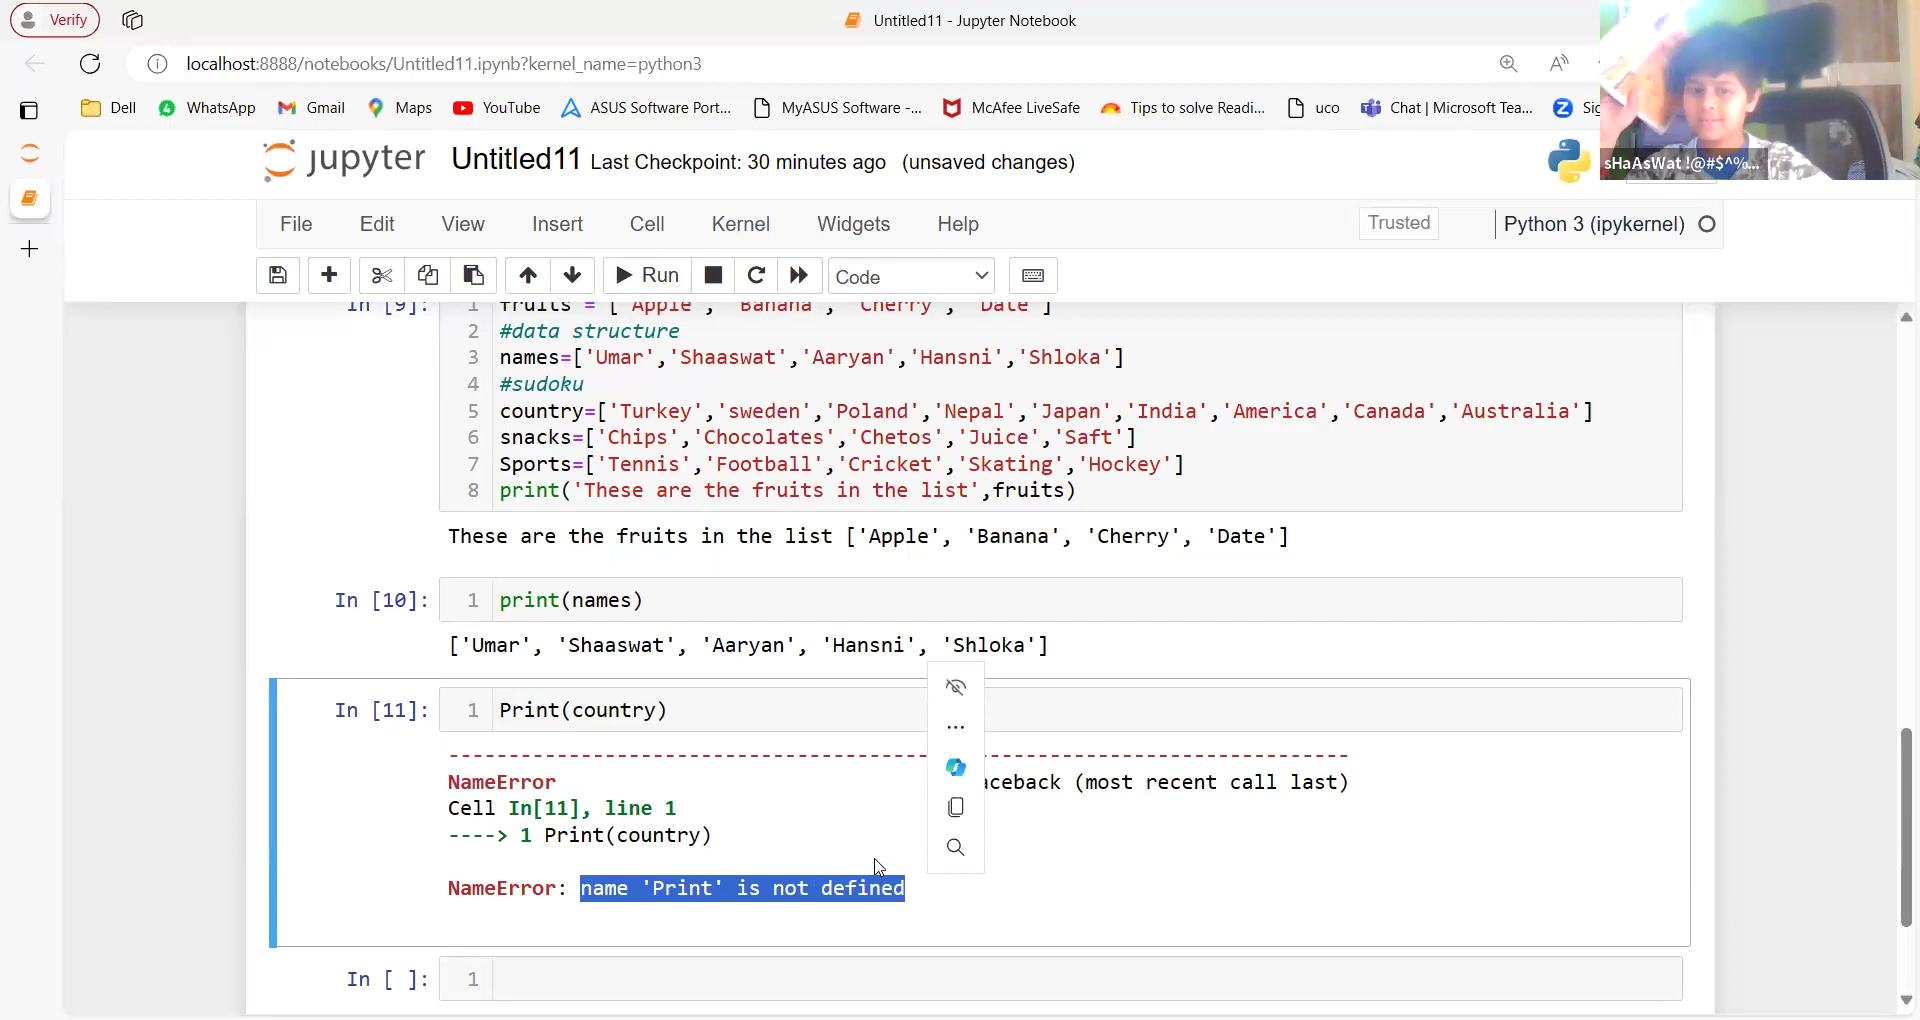 Verify
Untitled11 - Jupyter Notebook
localhost:8888/notebooks/Untitled11.ipynb?kernel_name=python3
Dell WhatsApp Gmail Maps YouTube ASUS Software Port... MyASUS Software -... McAfee LiveSafe Tips to solve Readi... uco Chat | Microsoft Tea... Sig
sHaAsWat !@#$^%...
jupyter Untitled11 Last Checkpoint: 30 minutes ago (unsaved changes)
File Edit View Insert Cell Kernel Widgets Help Trusted Python 3 (ipykernel)
Run Code
In [9]: 1 fruits = ['Apple', 'Banana', 'Cherry', 'Date']
2 #data structure
3 names=['Umar','Shaaswat','Aaryan','Hansni','Shloka']
4 #sudoku
5 country=['Turkey','sweden','Poland','Nepal','Japan','India','America','Canada','Australia']
6 snacks=['Chips','Chocolates','Chetos','Juice','Saft']
7 Sports=['Tennis','Football','Cricket','Skating','Hockey']
8 print('These are the fruits in the list',fruits)
These are the fruits in the list ['Apple', 'Banana', 'Cherry', 'Date']
In [10]: 1 print(names)
['Umar', 'Shaaswat', 'Aaryan', 'Hansni', 'Shloka']
In [11]: 1 Print(country)
---------------------------------------------------------------------------
NameError aceback (most recent call last)
Cell In[11], line 1
----> 1 Print(country)
NameError: name 'Print' is not defined
In [ ]: 1